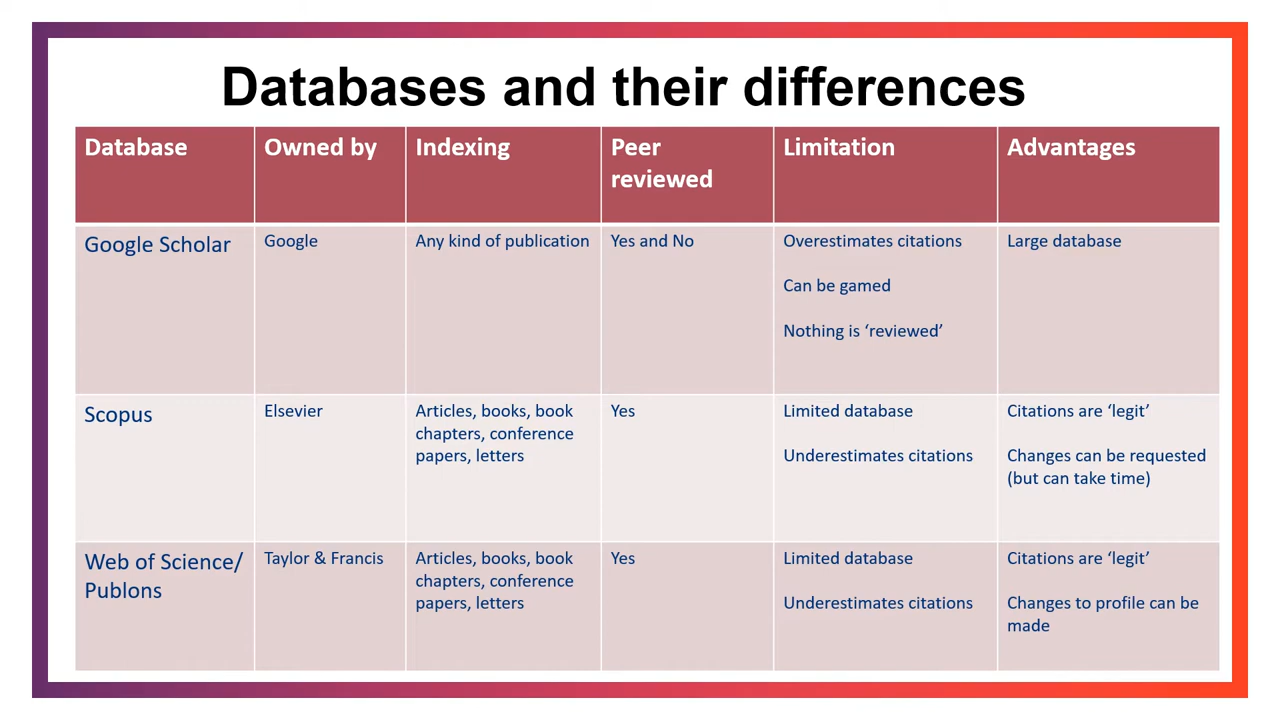 Databases and their differences
Database
Owned by
Indexing
Peer
reviewed
Limitation
Advantages
Google Scholar
Google
Any kind of publication
Yes and No
Overestimates citations
Can be gamed
Nothing is ‘reviewed’
Large database
Scopus
Elsevier
Articles, books, book
chapters, conference
papers, letters
Yes
Limited database
Underestimates citations
Citations are ‘legit’
Changes can be requested
(but can take time)
Web of Science/
Publons
Taylor & Francis
Articles, books, book
chapters, conference
papers, letters
Yes
Limited database
Underestimates citations
Citations are ‘legit’
Changes to profile can be
made